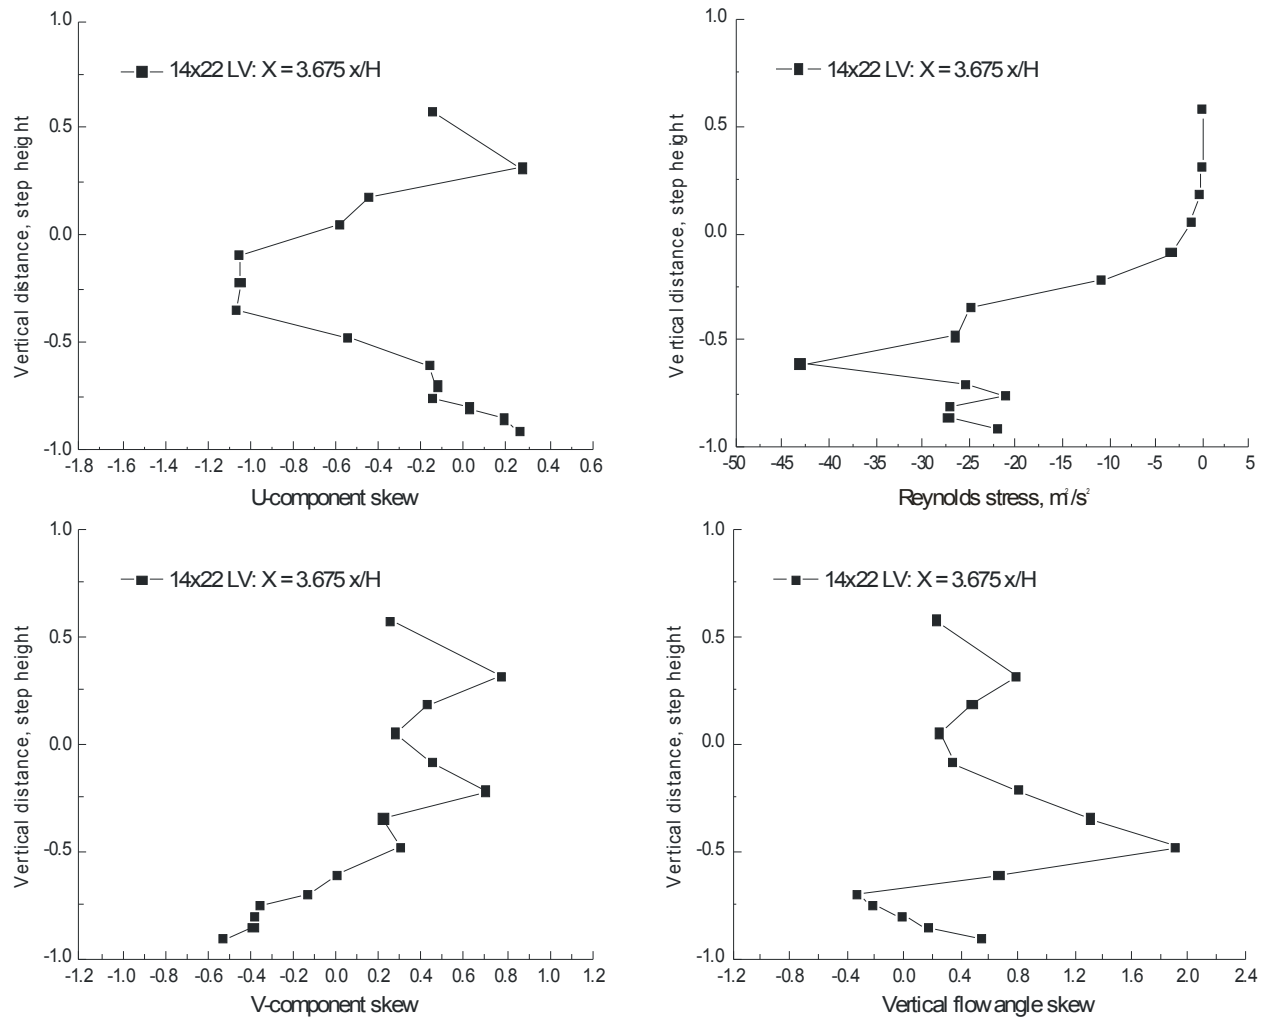 1.0
14x22 LV: X = 3.675 x/H
0.5
0.0
-0.5
-1.0
Vertical distance, step height
-1.8 -1.6 -1.4 -1.2 -1.0 -0.8 -0.6 -0.4 -0.2 0.0 0.2 0.4 0.6
U-component skew
1.0
14x22 LV: X = 3.675 x/H
0.5
0.0
-0.5
-1.0
Vertical distance, step height
-50 -45 -40 -35 -30 -25 -20 -15 -10 -5 0 5
Reynolds stress, m²/s²
1.0
14x22 LV: X = 3.675 x/H
0.5
0.0
-0.5
-1.0
Vertical distance, step height
-1.2 -1.0 -0.8 -0.6 -0.4 -0.2 0.0 0.2 0.4 0.6 0.8 1.0 1.2
V-component skew
1.0
14x22 LV: X = 3.675 x/H
0.5
0.0
-0.5
-1.0
Vertical distance, step height
-1.2 -0.8 -0.4 0.0 0.4 0.8 1.2 1.6 2.0 2.4
Vertical flow angle skew